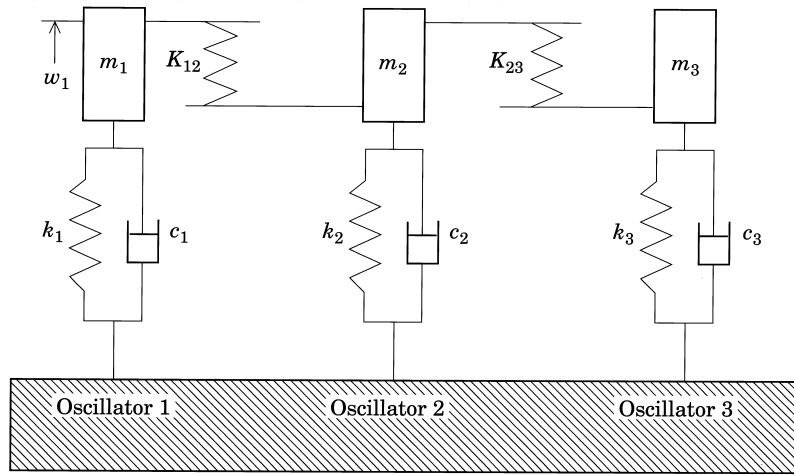 m₁ K₁₂ m₂ K₂₃ m₃
w₁
k₁ c₁ k₂ c₂ k₃ c₃
Oscillator 1 Oscillator 2 Oscillator 3